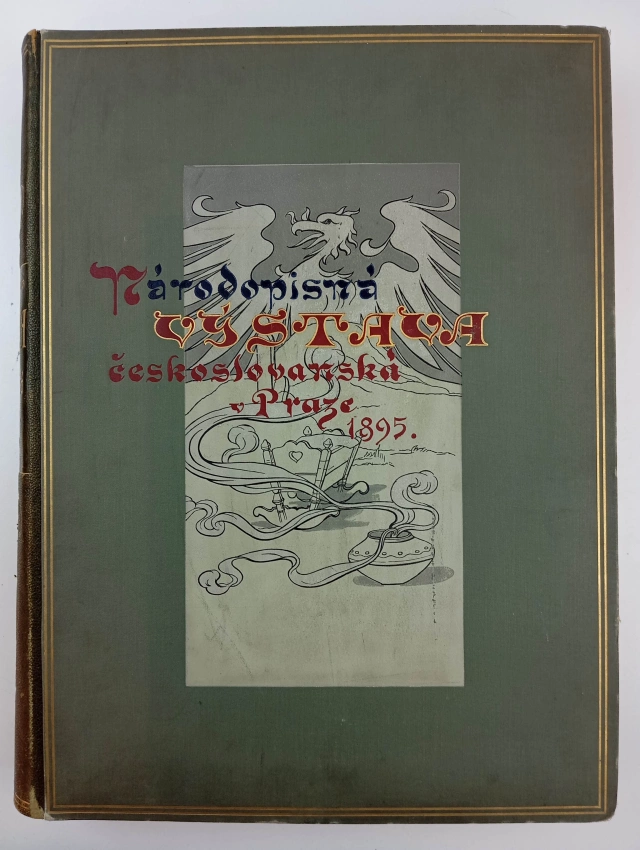 Národopisná
VÝSTAVA
českoslovanská
v Praze
1895.